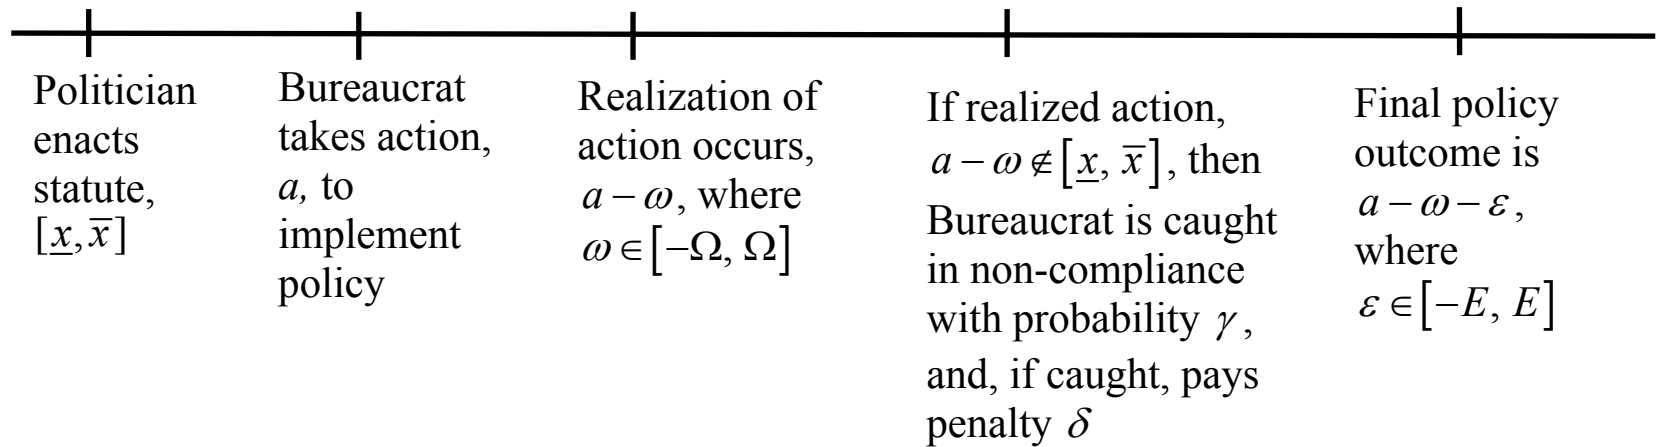 Politician
enacts
statute,
[x̲, x̅]
Bureaucrat
takes action,
a, to
implement
policy
Realization of
action occurs,
a − ω, where
ω ∈ [−Ω, Ω]
If realized action,
a − ω ∉ [x̲, x̅], then
Bureaucrat is caught
in non-compliance
with probability γ,
and, if caught, pays
penalty δ
Final policy
outcome is
a − ω − ε,
where
ε ∈ [−E, E]